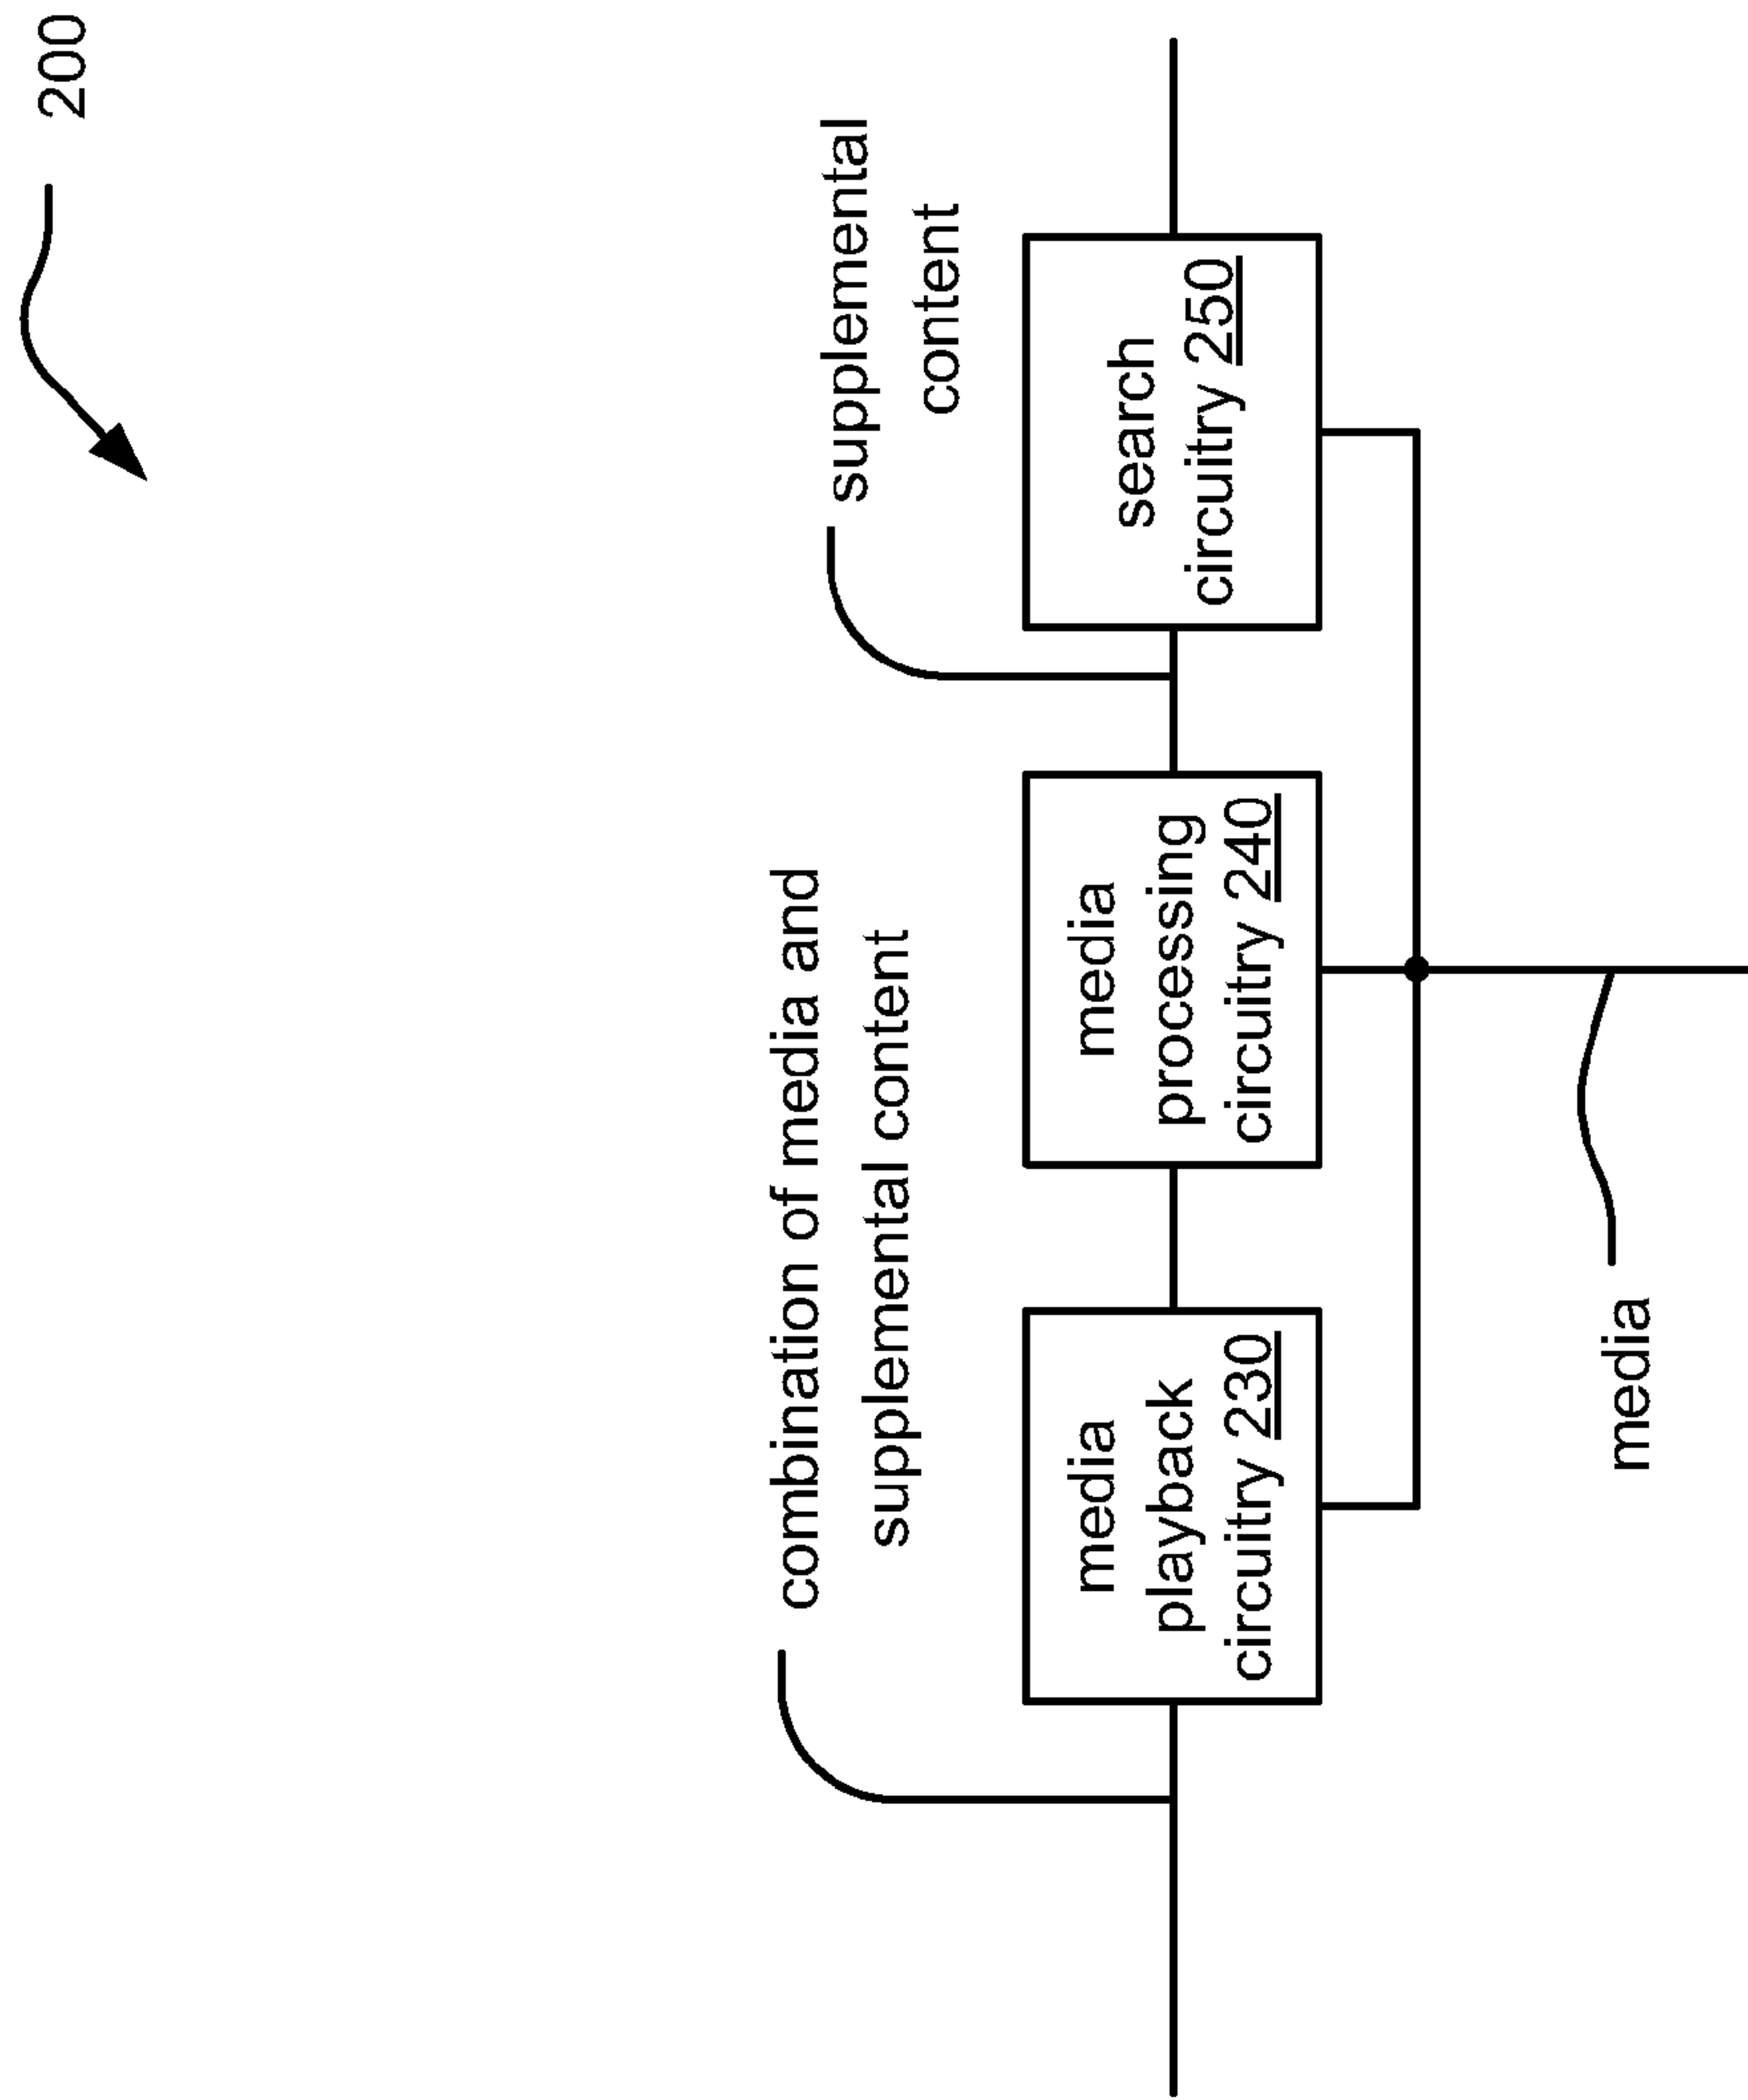 200
combination of media and
supplemental content
supplemental
content
media
playback
circuitry 230
media
processing
circuitry 240
search
circuitry 250
media